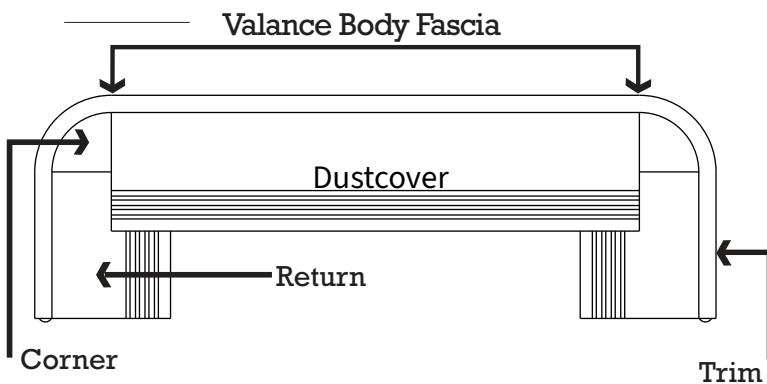 Valance Body Fascia
Dustcover
Return
Corner
Trim